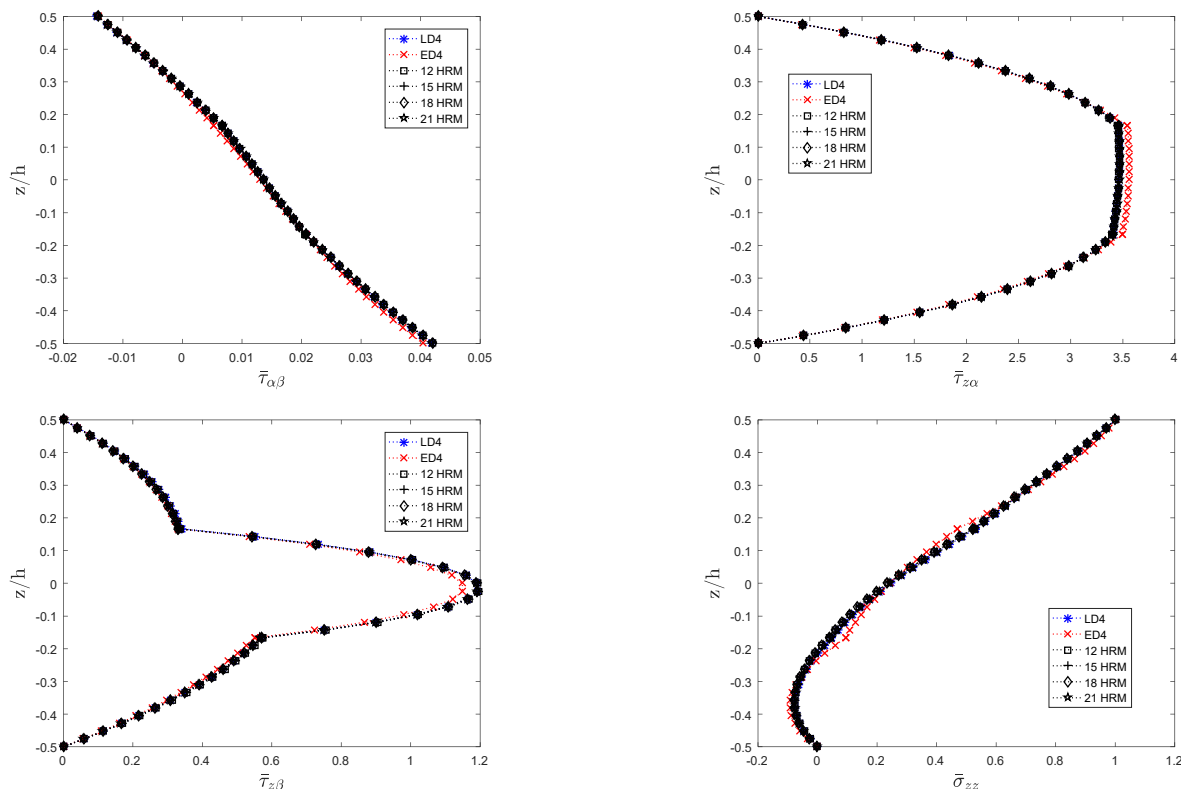 0.5
0.4
0.3
0.2
0.1
0
-0.1
-0.2
-0.3
-0.4
-0.5
z/h
-0.02 -0.01 0 0.01 0.02 0.03 0.04 0.05
τ̄αβ
LD4
ED4
12 HRM
15 HRM
18 HRM
21 HRM
0.5
0.4
0.3
0.2
0.1
0
-0.1
-0.2
-0.3
-0.4
-0.5
z/h
0 0.5 1 1.5 2 2.5 3 3.5 4
τ̄zα
LD4
ED4
12 HRM
15 HRM
18 HRM
21 HRM
0.5
0.4
0.3
0.2
0.1
0
-0.1
-0.2
-0.3
-0.4
-0.5
z/h
0 0.2 0.4 0.6 0.8 1 1.2
τ̄zβ
LD4
ED4
12 HRM
15 HRM
18 HRM
21 HRM
0.5
0.4
0.3
0.2
0.1
0
-0.1
-0.2
-0.3
-0.4
-0.5
z/h
-0.2 0 0.2 0.4 0.6 0.8 1 1.2
σ̄zz
LD4
ED4
12 HRM
15 HRM
18 HRM
21 HRM